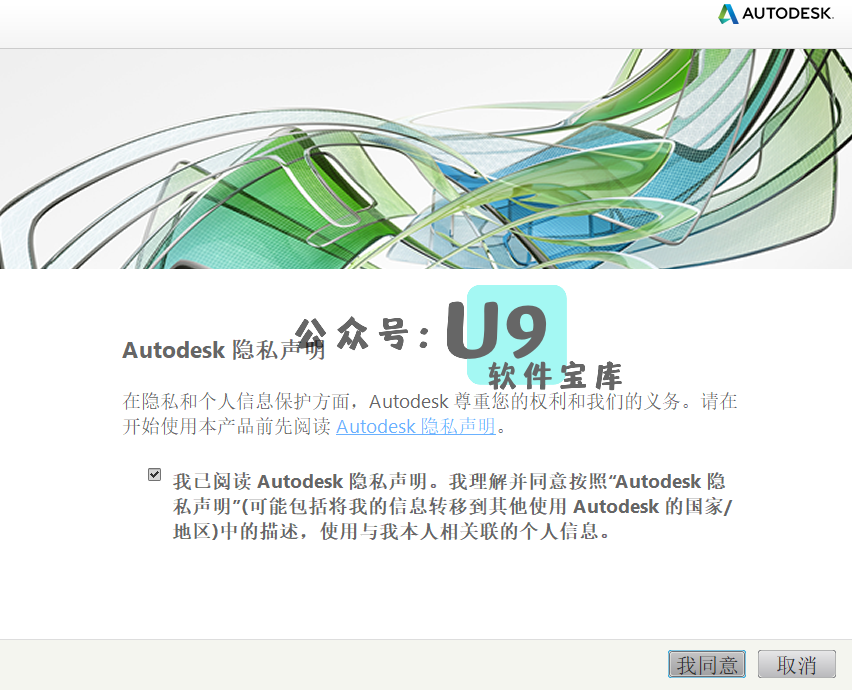 AUTODESK.
公众号：U9
软件宝库
Autodesk 隐私声明
在隐私和个人信息保护方面，Autodesk 尊重您的权利和我们的义务。请在
开始使用本产品前先阅读 Autodesk 隐私声明。
我已阅读 Autodesk 隐私声明。我理解并同意按照“Autodesk 隐
私声明”(可能包括将我的信息转移到其他使用 Autodesk 的国家/
地区)中的描述，使用与我本人相关联的个人信息。
我同意
取消